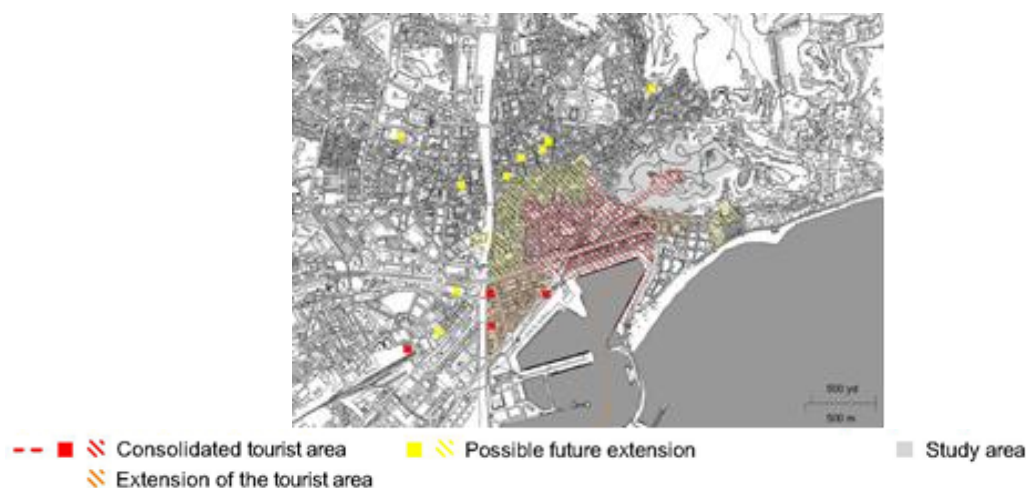 500 yd
500 m.
Consolidated tourist area
Possible future extension
Study area
Extension of the tourist area